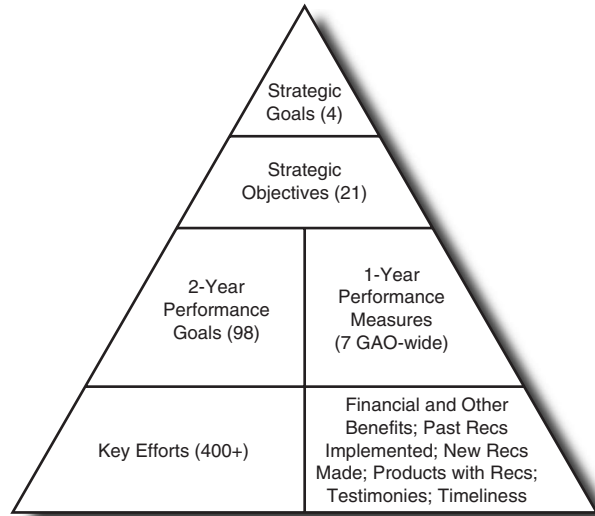 Strategic
Goals (4)
Strategic
Objectives (21)
2-Year
Performance
Goals (98)
1-Year
Performance
Measures
(7 GAO-wide)
Key Efforts (400+)
Financial and Other
Benefits; Past Recs
Implemented; New Recs
Made; Products with Recs;
Testimonies; Timeliness